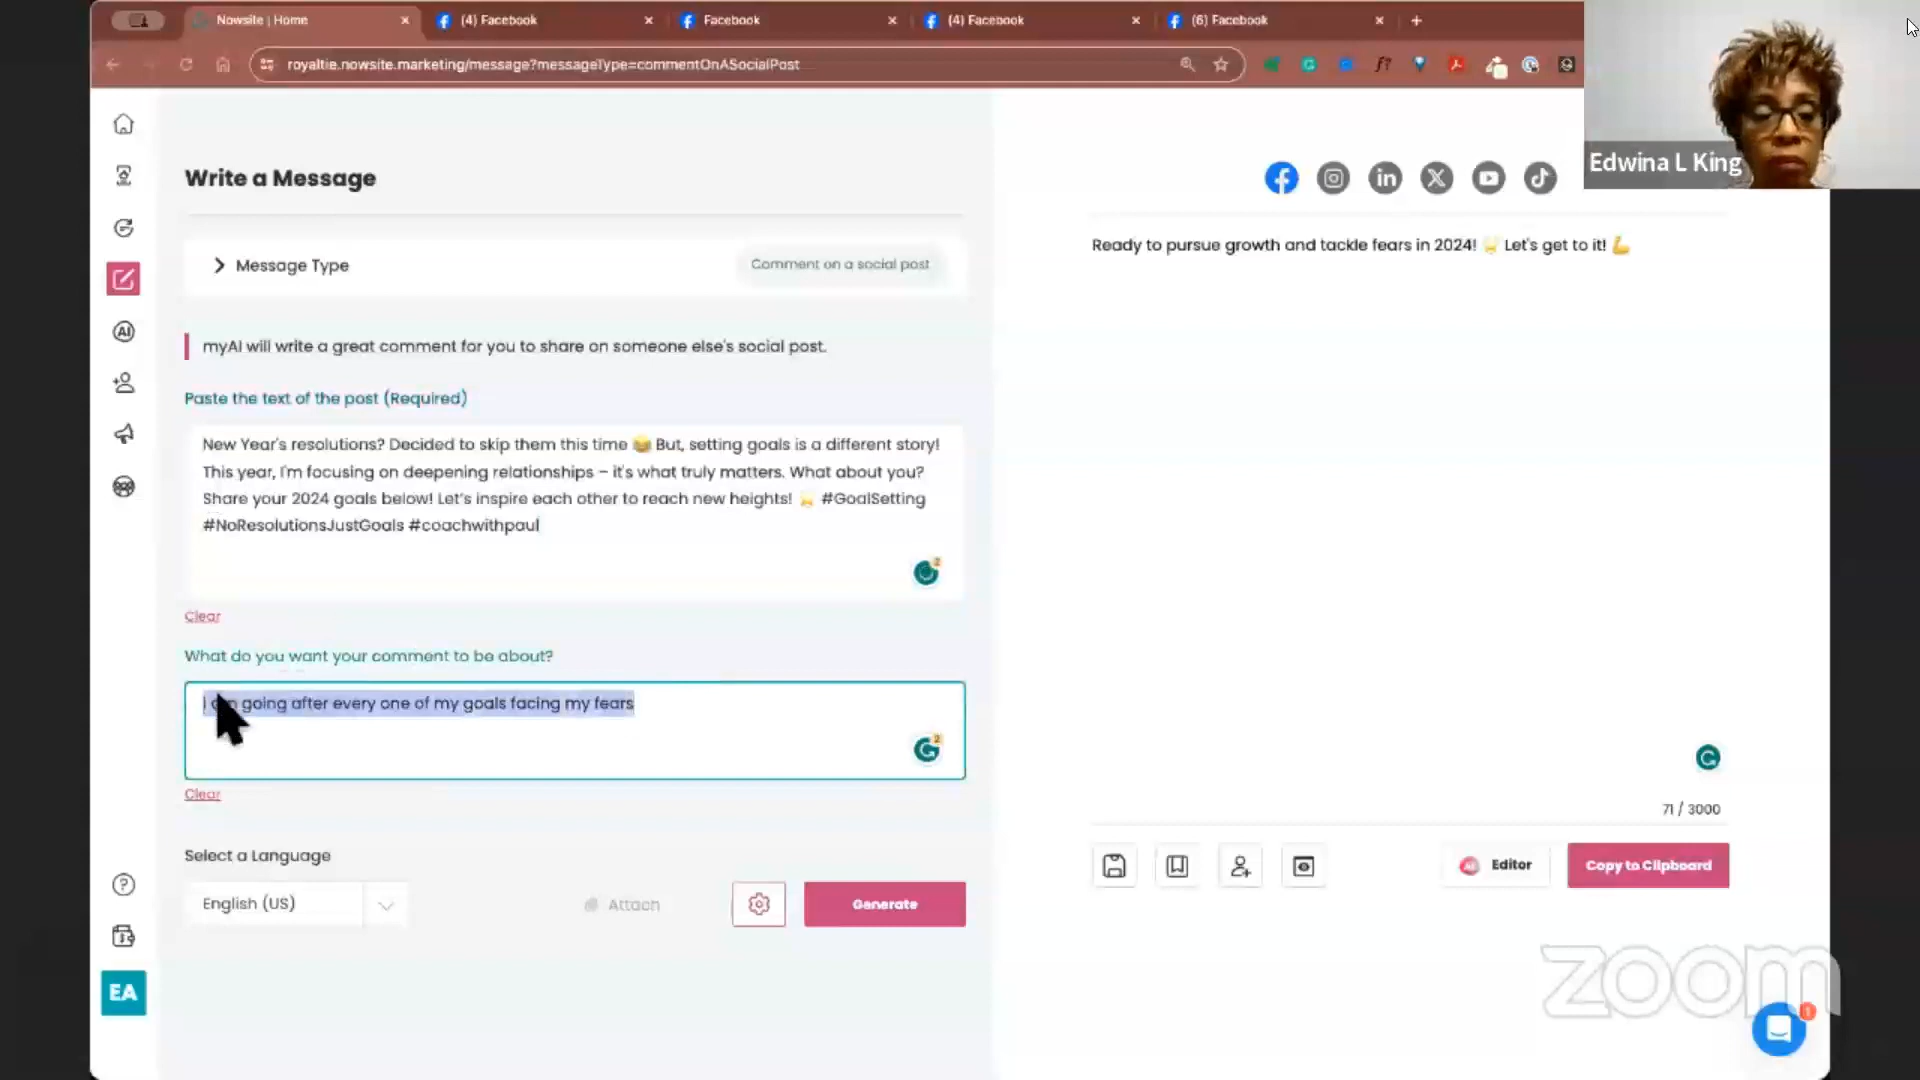 Nowsite | Home
(4) Facebook
Facebook
(4) Facebook
(6) Facebook
royaltie.nowsite.marketing/message?messageType=commentOnASocialPost
f?
Edwina L King
Write a Message
Message Type
Comment on a social post
myAI will write a great comment for you to share on someone else's social post.
Paste the text of the post (Required)
New Year's resolutions? Decided to skip them this time 😂 But, setting goals is a different story!
This year, I'm focusing on deepening relationships – it's what truly matters. What about you?
Share your 2024 goals below! Let's inspire each other to reach new heights! 🌟 #GoalSetting
#NoResolutionsJustGoals #coachwithpaul
2
Clear
What do you want your comment to be about?
I am going after every one of my goals facing my fears
2
Clear
Select a Language
English (US)
Attach
Generate
AI
EA
Ready to pursue growth and tackle fears in 2024! 🌟 Let's get to it! 💪
71 / 3000
Editor
Copy to Clipboard
zoom
1